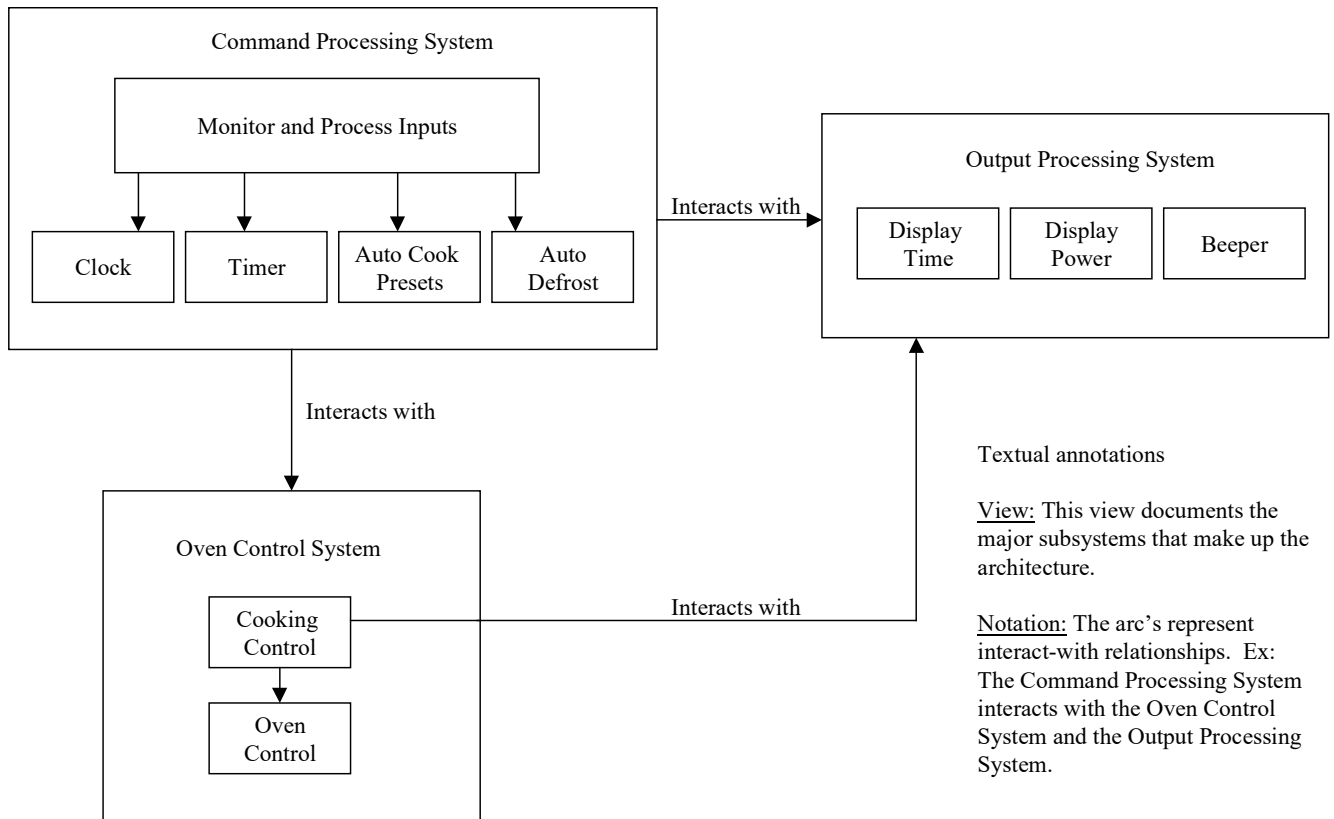 Command Processing System
Monitor and Process Inputs
Clock
Timer
Auto Cook
Presets
Auto
Defrost
Interacts with
Output Processing System
Display
Time
Display
Power
Beeper
Interacts with
Oven Control System
Cooking
Control
Oven
Control
Interacts with
Textual annotations
View: This view documents the
major subsystems that make up the
architecture.
Notation: The arc’s represent
interact-with relationships. Ex:
The Command Processing System
interacts with the Oven Control
System and the Output Processing
System.